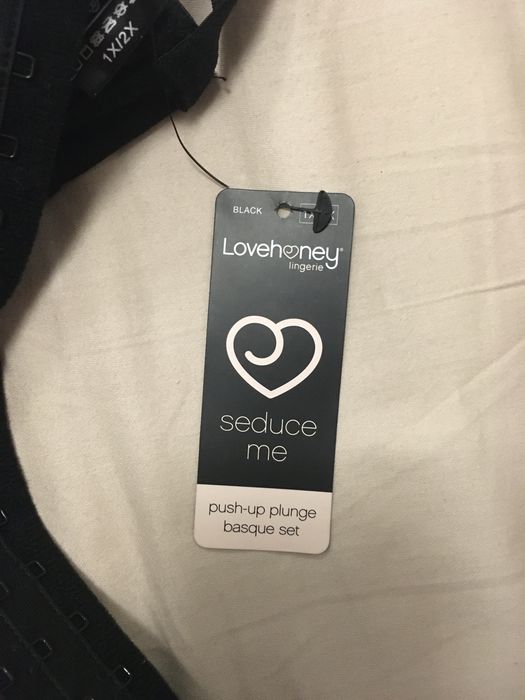 1X/2X
BLACK
Lovehoney®
lingerie
seduce
me
push-up plunge
basque set